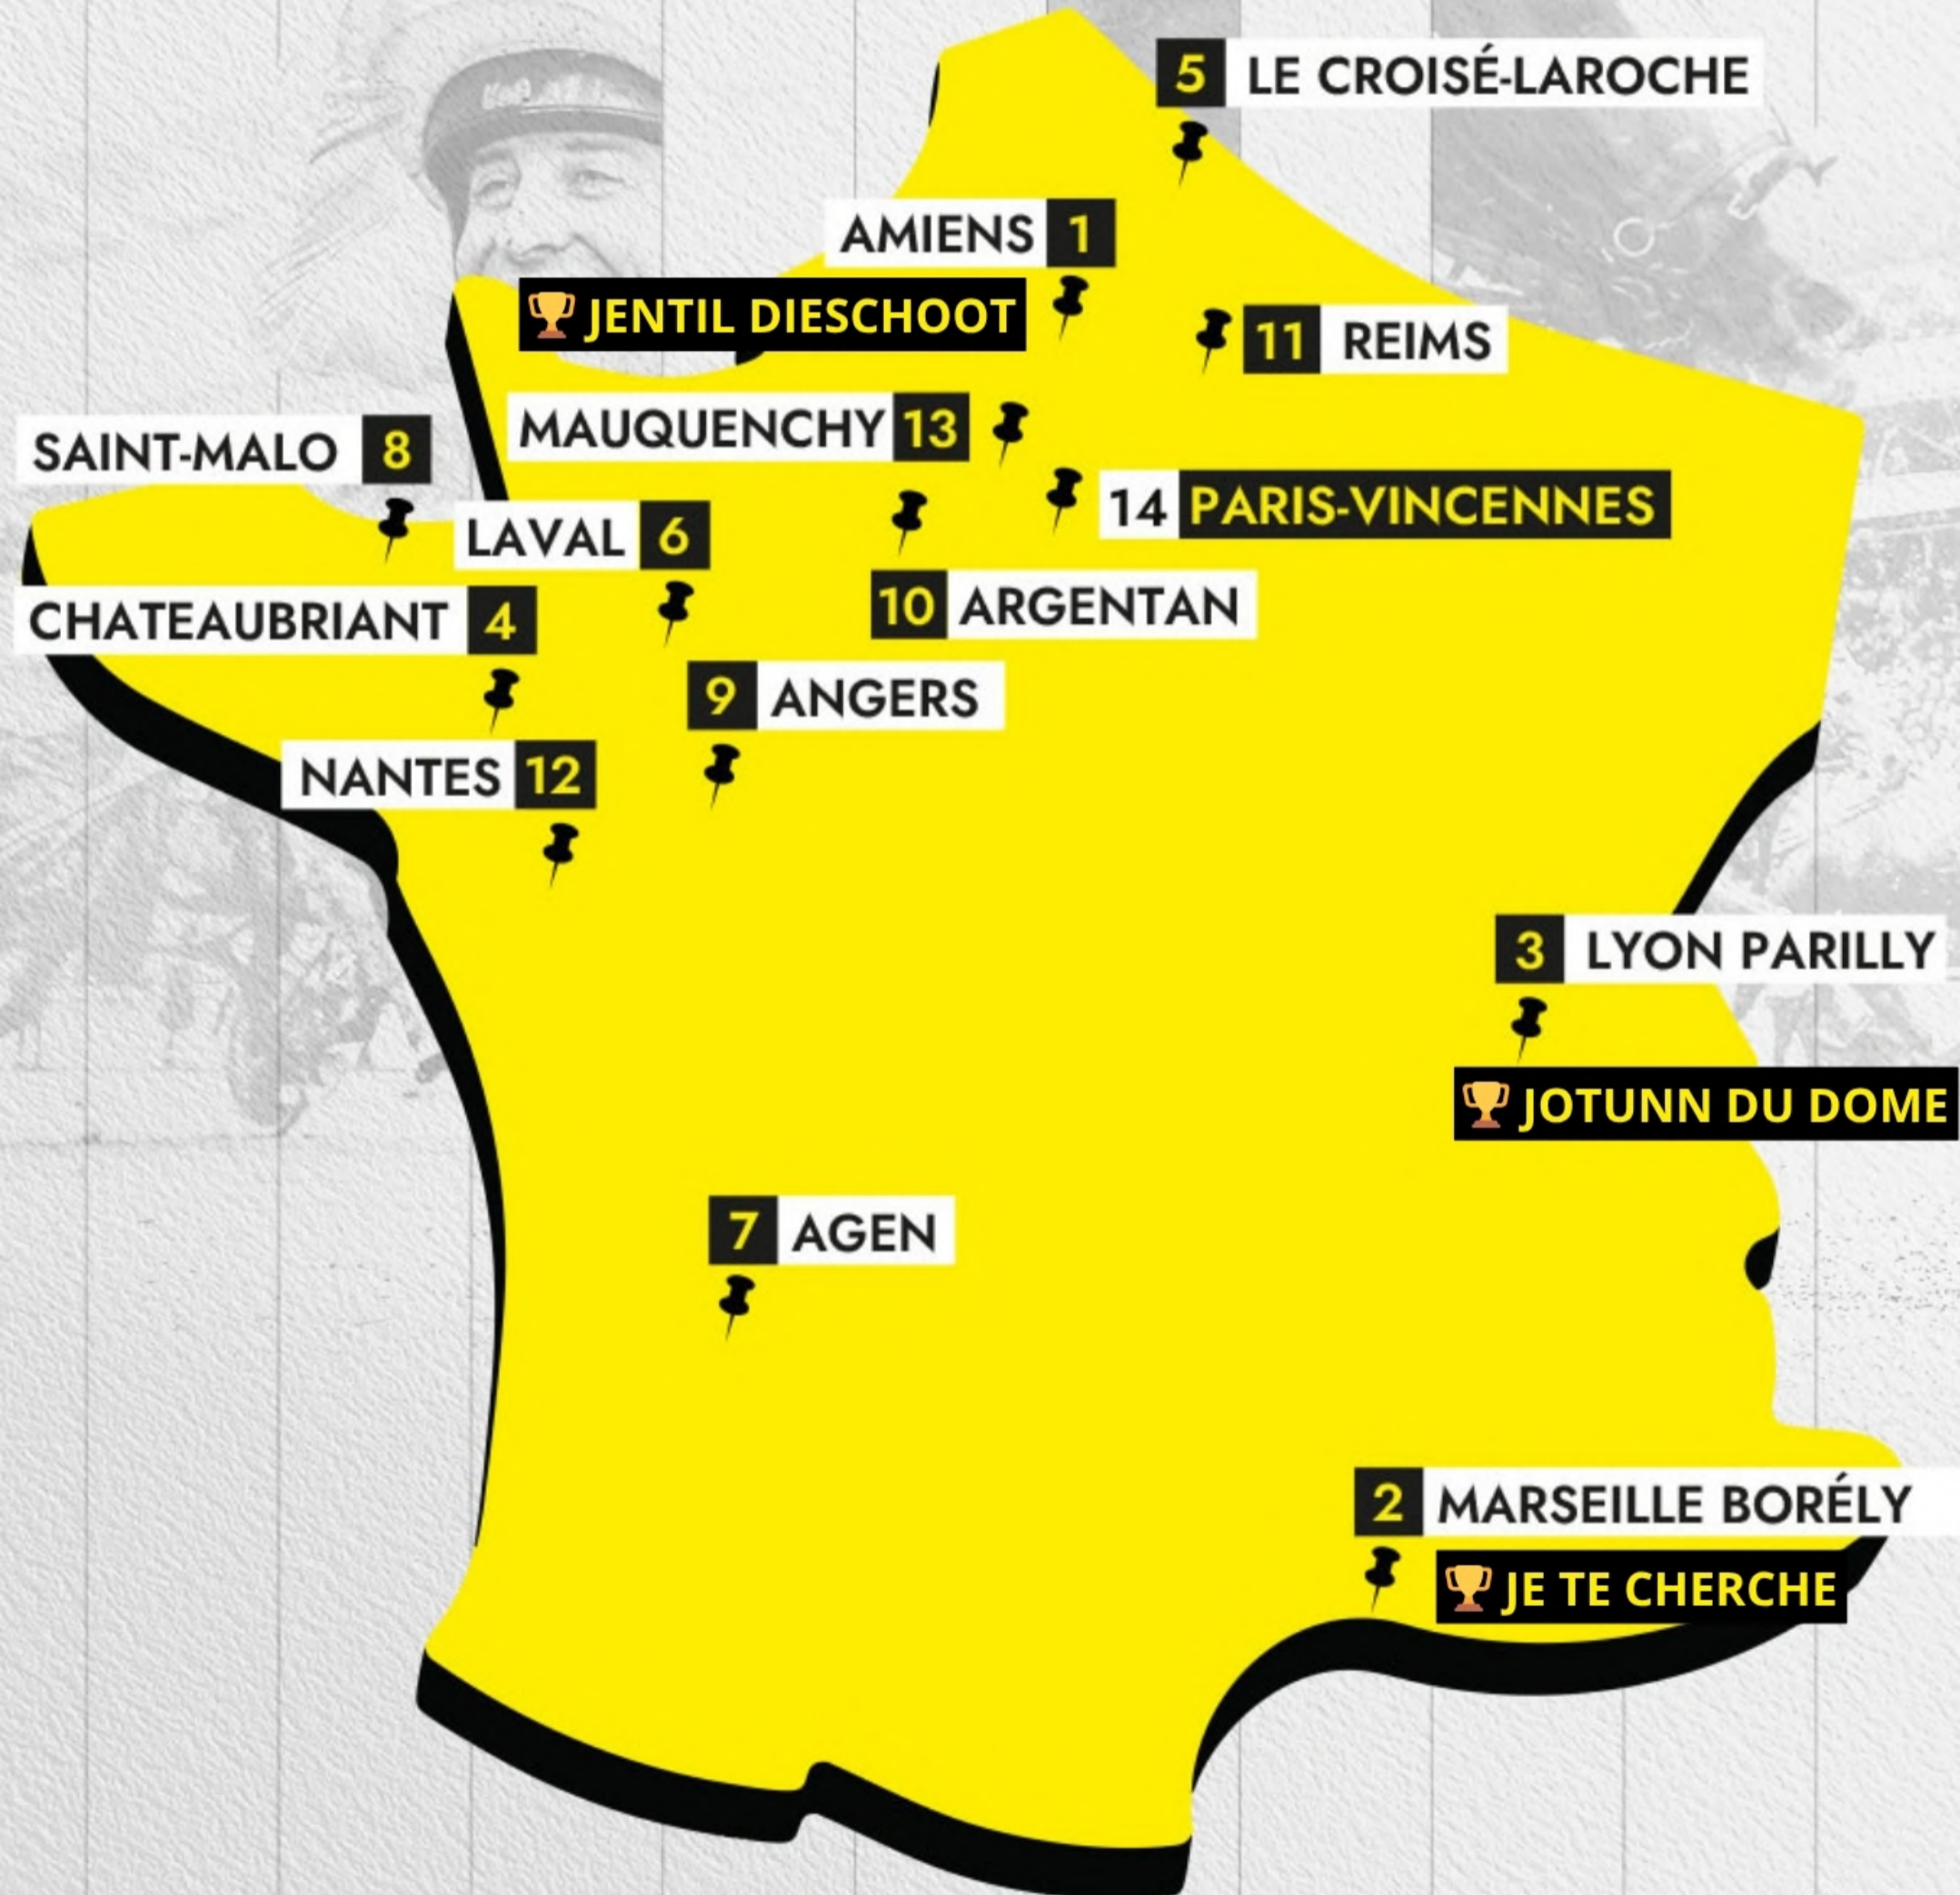 5 LE CROISÉ-LAROCHE
AMIENS 1
🏆 JENTIL DIESCHOOT
11 REIMS
MAUQUENCHY 13
SAINT-MALO 8
14 PARIS-VINCENNES
LAVAL 6
10 ARGENTAN
CHATEAUBRIANT 4
9 ANGERS
NANTES 12
3 LYON PARILLY
🏆 JOTUNN DU DOME
7 AGEN
2 MARSEILLE BORÉLY
🏆 JE TE CHERCHE